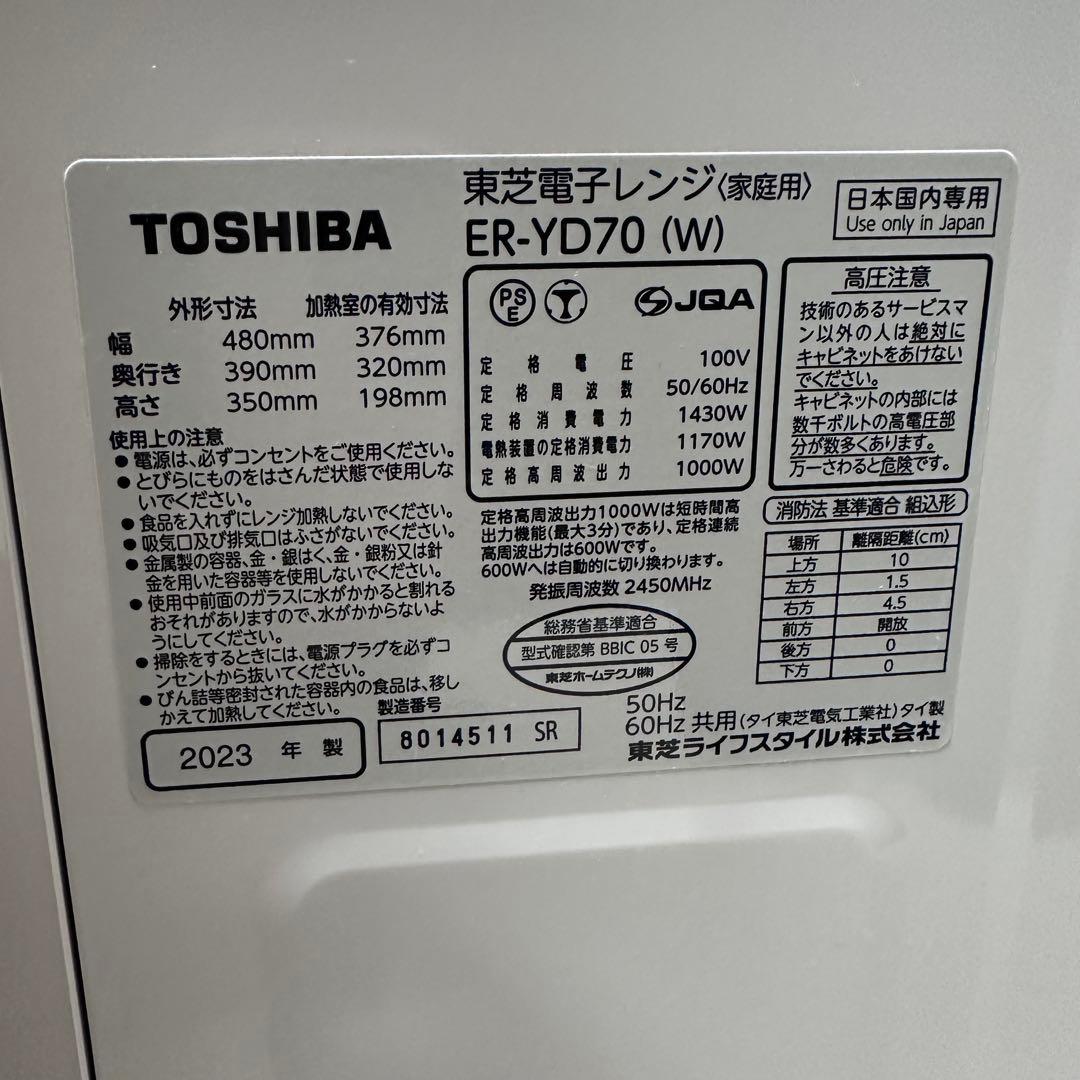 TOSHIBA
東芝電子レンジ〈家庭用〉
ER-YD70 (W)
日本国内専用
Use only in Japan
外形寸法 加熱室の有効寸法
幅 480mm 376mm
奥行き 390mm 320mm
高さ 350mm 198mm
使用上の注意
●電源は、必ずコンセントをご使用ください。
●とびらにものをはさんだ状態で使用しな
いでください。
●食品を入れずにレンジ加熱しないでください。
●吸気口及び排気口はふさがないでください。
●金属製の容器、金・銀はく、金・銀粉又は針
金を用いた容器等を使用しないでください。
●使用中前面のガラスに水がかかると割れる
おそれがありますので、水がかからないよ
うにしてください。
●掃除をするときには、電源プラグを必ずコ
ンセントから抜いてください。
●びん詰等密封された容器内の食品は、移し
かえて加熱してください。
2023 年 製
製造番号
8014511 SR
PS
E
JQA
定格電圧 100V
定格周波数 50/60Hz
定格消費電力 1430W
電熱装置の定格消費電力 1170W
定格高周波出力 1000W
定格高周波出力1000Wは短時間高
出力機能(最大3分)であり、定格連続
高周波出力は600Wです。
600Wへは自動的に切り換わります。
発振周波数 2450MHz
総務省基準適合
型式確認第 BBIC 05 号
東芝ホームテクノ(株)
高圧注意
技術のあるサービスマ
ン以外の人は絶対に
キャビネットをあけない
でください。
キャビネットの内部には
数千ボルトの高電圧部
分が数多くあります。
万一さわると危険です。
消防法 基準適合 組込形
場所 離隔距離(cm)
上方 10
左方 1.5
右方 4.5
前方 開放
後方 0
下方 0
50Hz
60Hz 共用 (タイ東芝電気工業社) タイ製
東芝ライフスタイル株式会社